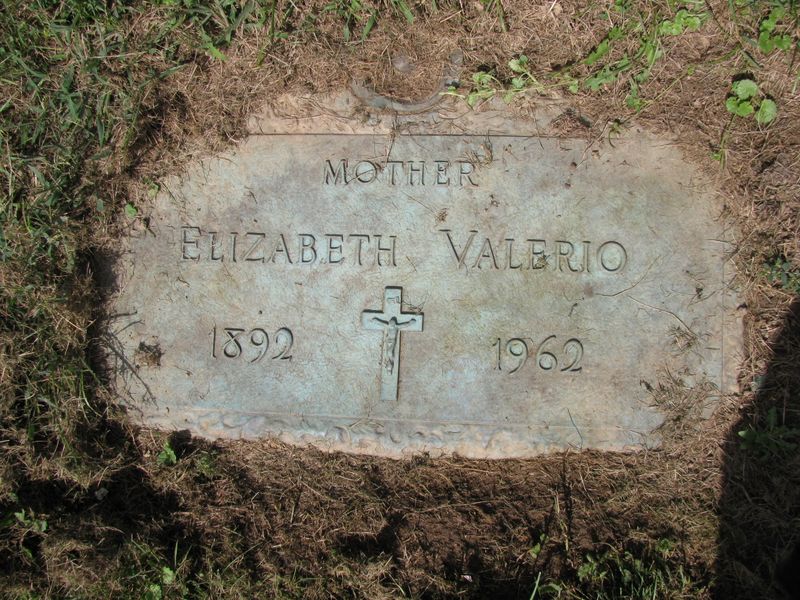 MOTHER
ELIZABETH VALERIO
1892 1962